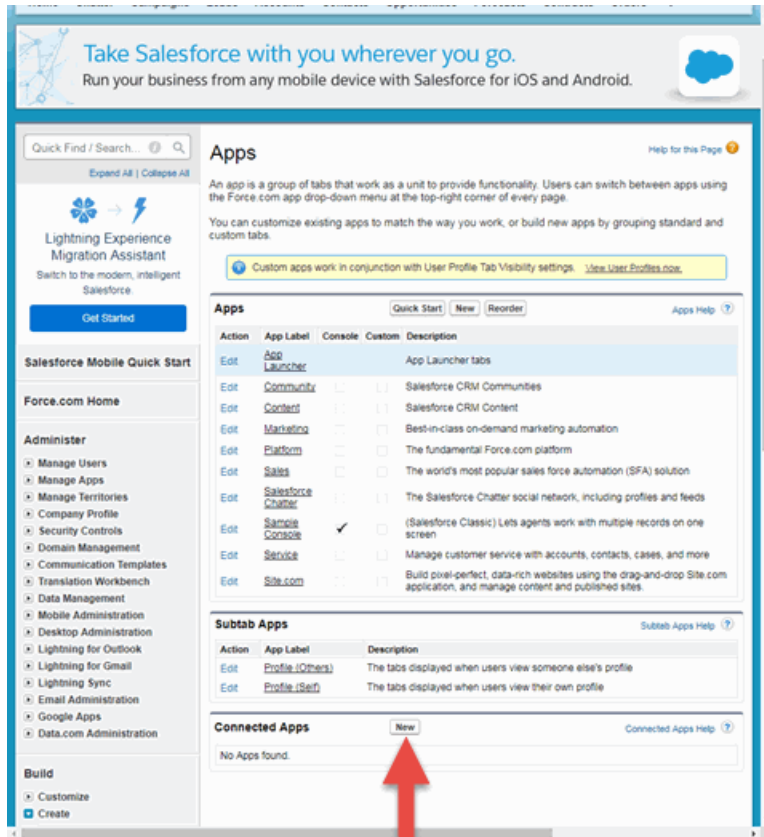 Take Salesforce with you wherever you go.
Run your business from any mobile device with Salesforce for iOS and Android.
Quick Find / Search...
Expand All | Collapse All
Lightning Experience
Migration Assistant
Switch to the modern, intelligent
Salesforce.
Get Started
Salesforce Mobile Quick Start
Force.com Home
Administer
Manage Users
Manage Apps
Manage Territories
Company Profile
Security Controls
Domain Management
Communication Templates
Translation Workbench
Data Management
Mobile Administration
Desktop Administration
Lightning for Outlook
Lightning for Gmail
Lightning Sync
Email Administration
Google Apps
Data.com Administration
Build
Customize
Create
Apps
Help for this Page ?
An app is a group of tabs that work as a unit to provide functionality. Users can switch between apps using
the Force.com app drop-down menu at the top-right corner of every page.
You can customize existing apps to match the way you work, or build new apps by grouping standard and
custom tabs.
Custom apps work in conjunction with User Profile Tab Visibility settings. View User Profiles now.
Apps Quick Start New Reorder Apps Help ?
Action App Label Console Custom Description
Edit App Launcher App Launcher tabs
Edit Community Salesforce CRM Communities
Edit Content Salesforce CRM Content
Edit Marketing Best-in-class on-demand marketing automation
Edit Platform The fundamental Force.com platform
Edit Sales The world's most popular sales force automation (SFA) solution
Edit Salesforce Chatter The Salesforce Chatter social network, including profiles and feeds
Edit Sample Console ✓ (Salesforce Classic) Lets agents work with multiple records on one
screen
Edit Service Manage customer service with accounts, contacts, cases, and more
Edit Site.com Build pixel-perfect, data-rich websites using the drag-and-drop Site.com
application, and manage content and published sites.
Subtab Apps Subtab Apps Help ?
Action App Label Description
Edit Profile (Others) The tabs displayed when users view someone else's profile
Edit Profile (Self) The tabs displayed when users view their own profile
Connected Apps New Connected Apps Help ?
No Apps found.